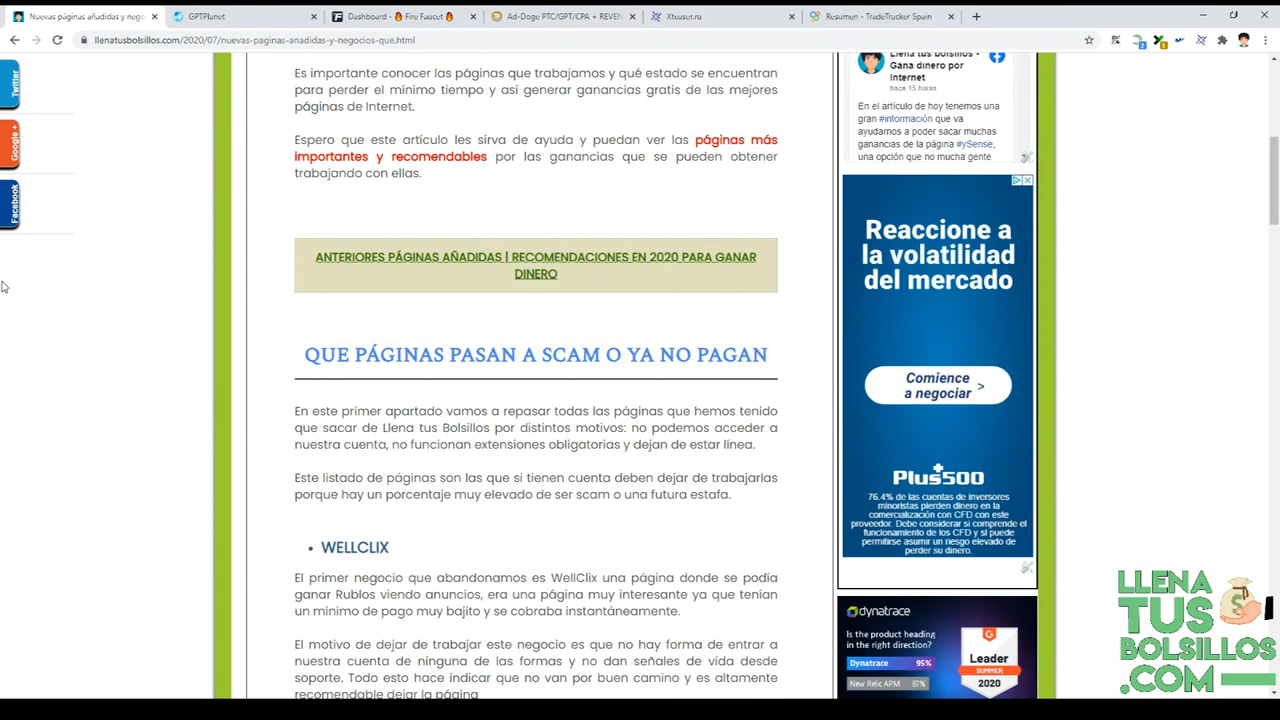 Nuevas páginas añadidas y nego
GPTPlanet
Dashboard - 🔥 Fire Faucet 🔥
Ad-Doge PTC/GPT/CPA + REVEN
Xteaser.ru
Resumen - TradeTrucker Spain
llenatusbolsillos.com/2020/07/nuevas-paginas-anadidas-y-negocios-que.html
Twitter
Google +
Facebook
Es importante conocer las páginas que trabajamos y qué estado se encuentran
para perder el mínimo tiempo y así generar ganancias gratis de las mejores
páginas de Internet.
Espero que este artículo les sirva de ayuda y puedan ver las páginas más
importantes y recomendables por las ganancias que se pueden obtener
trabajando con ellas.
ANTERIORES PÁGINAS AÑADIDAS | RECOMENDACIONES EN 2020 PARA GANAR
DINERO
QUE PÁGINAS PASAN A SCAM O YA NO PAGAN
En este primer apartado vamos a repasar todas las páginas que hemos tenido
que sacar de Llena tus Bolsillos por distintos motivos: no podemos acceder a
nuestra cuenta, no funcionan extensiones obligatorias y dejan de estar línea.
Este listado de páginas son las que si tienen cuenta deben dejar de trabajarlas
porque hay un porcentaje muy elevado de ser scam o una futura estafa.
• WELLCLIX
El primer negocio que abandonamos es WellClix una página donde se podía
ganar Rublos viendo anuncios, era una página muy interesante ya que tenían
un mínimo de pago muy bajito y se cobraba instantáneamente.
El motivo de dejar de trabajar este negocio es que no hay forma de entrar a
nuestra cuenta de ninguna de las formas y no dan señales de vida desde
soporte. Todo esto hace indicar que no van por buen camino y es altamente
recomendable dejar la página
Llena tus bolsillos -
Gana dinero por
Internet
hace 15 horas
En el artículo de hoy tenemos una
gran #información que va
ayudarnos a poder sacar muchas
ganancias de la página #ySense,
una opción que no mucha gente
Reaccione a
la volatilidad
del mercado
Comience
a negociar >
Plus500
76.4% de las cuentas de inversores
minoristas pierden dinero en la
comercialización con CFD con este
proveedor. Debe considerar si comprende el
funcionamiento de los CFD y si puede
permitirse asumir un riesgo elevado de
perder su dinero.
dynatrace
Is the product heading
in the right direction?
Dynatrace 95%
New Relic APM 87%
Leader
SUMMER
2020
LLENA
TUS
BOLSILLOS
.COM